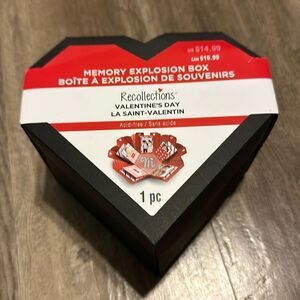 US $14.99
CAN $19.99
MEMORY EXPLOSION BOX
BOÎTE À EXPLOSION DE SOUVENIRS
Recollections™
VALENTINE'S DAY
LA SAINT-VALENTIN
Acid-free / Sans acide
1 pc